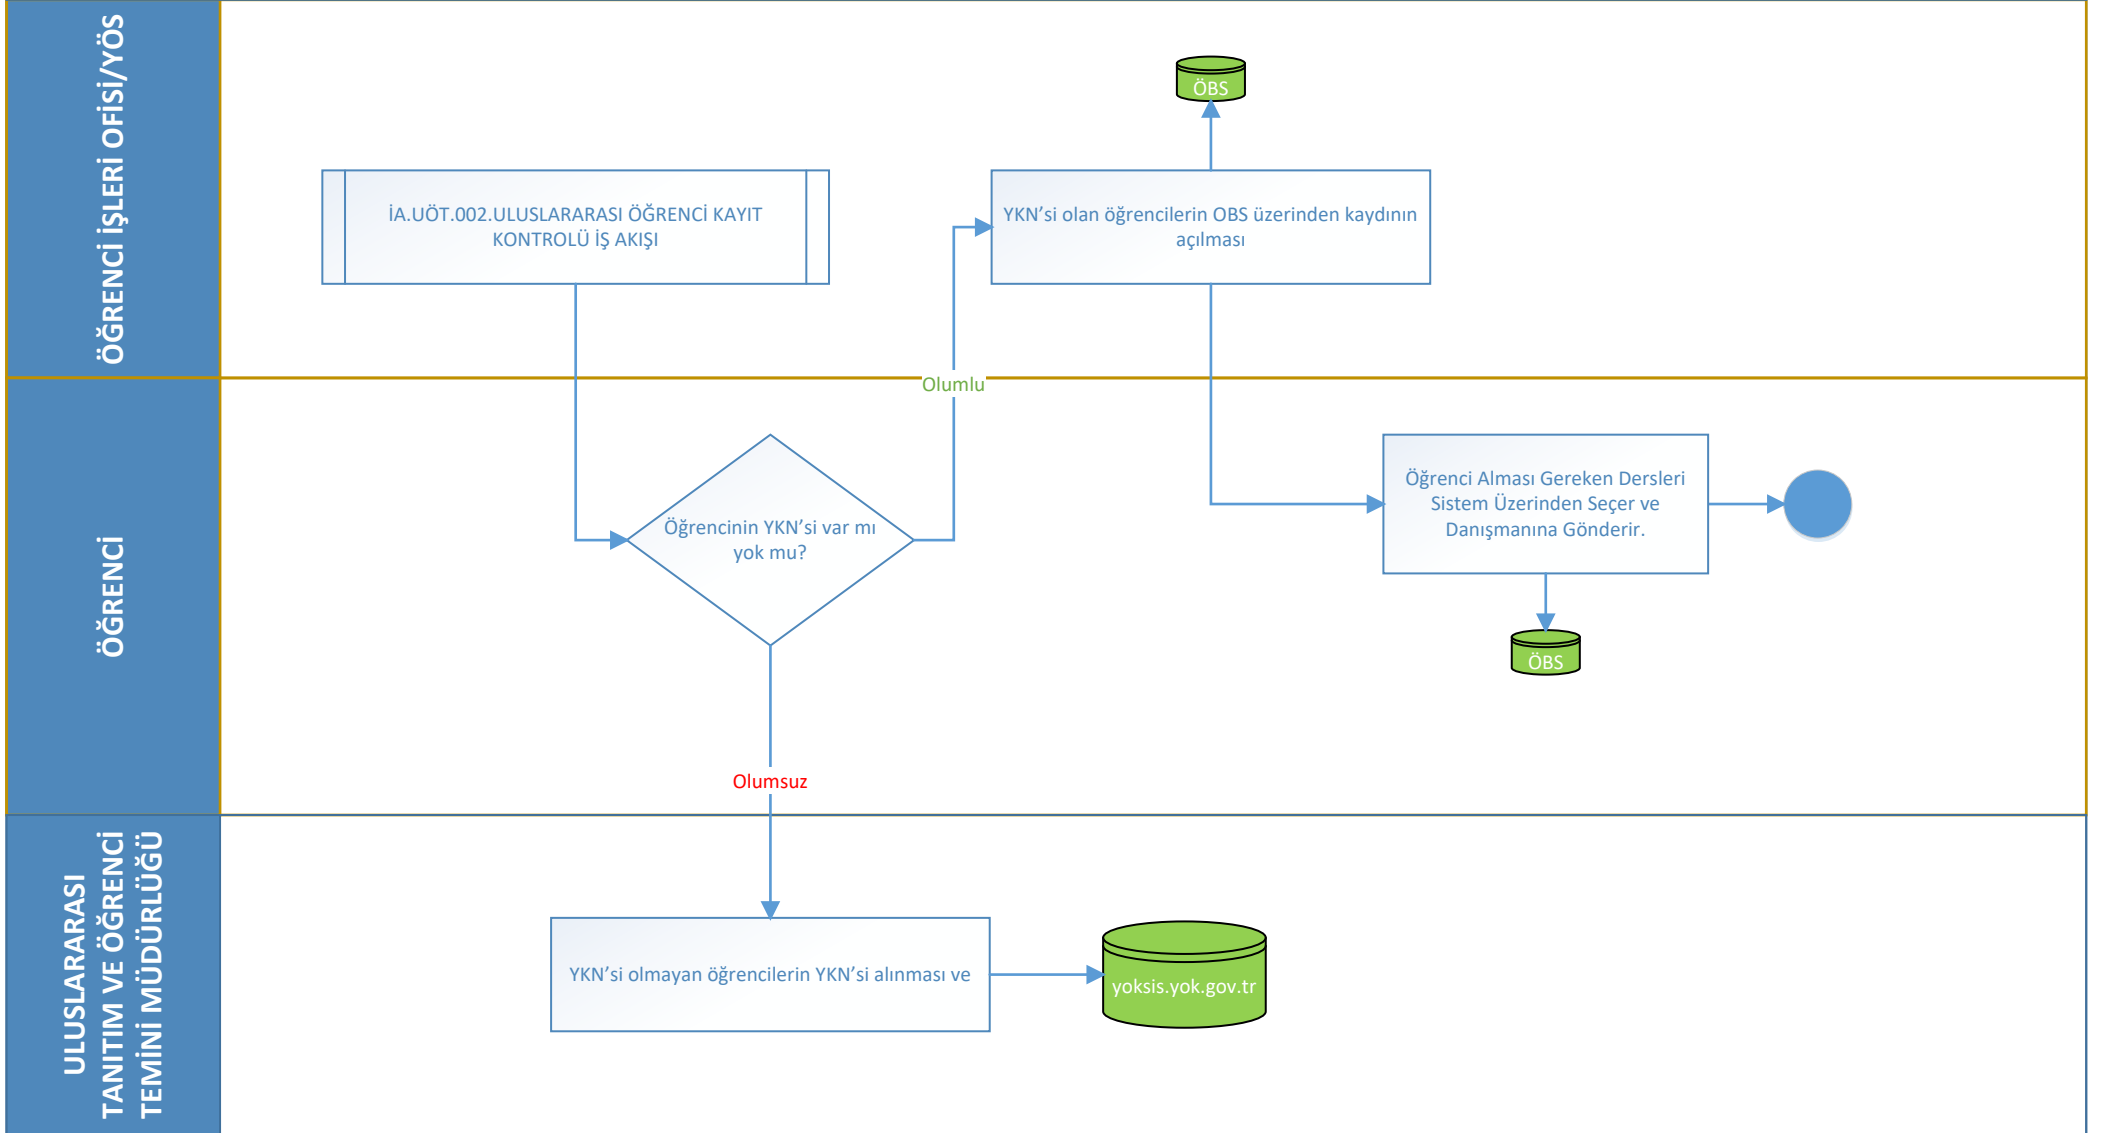 ÖĞRENCİ İŞLERİ OFİSİ/YÖS
ÖBS
İA.UÖT.002.ULUSLARARASI ÖĞRENCİ KAYIT
KONTROLÜ İŞ AKIŞI
YKN’si olan öğrencilerin OBS üzerinden kaydının
açılması
Olumlu
ÖĞRENCİ
Öğrencinin YKN’si var mı
yok mu?
Öğrenci Alması Gereken Dersleri
Sistem Üzerinden Seçer ve
Danışmanına Gönderir.
ÖBS
Olumsuz
ULUSLARARASI
TANITIM VE ÖĞRENCİ
TEMİNİ MÜDÜRLÜĞÜ
YKN’si olmayan öğrencilerin YKN’si alınması ve
yoksis.yok.gov.tr